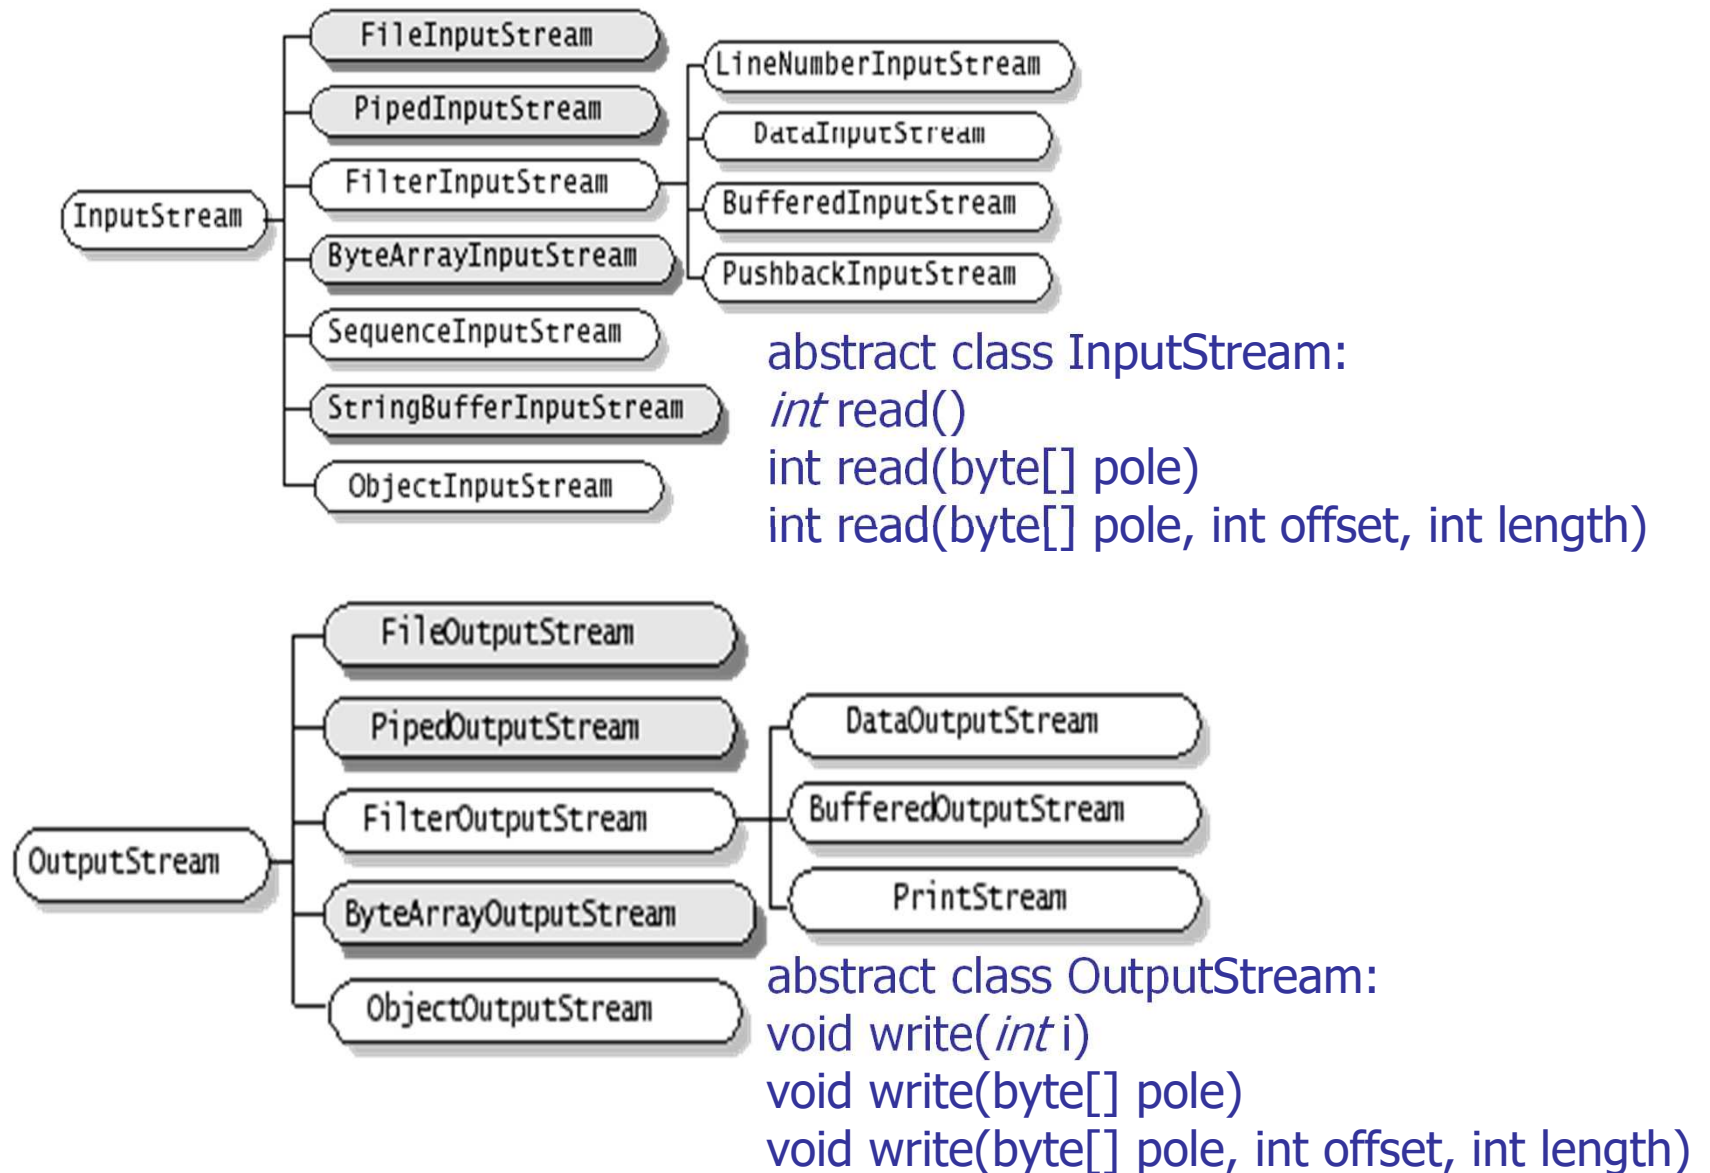 FileInputStream
LineNumberInputStream
PipedInputStream
DataInputStream
FilterInputStream
BufferedInputStream
InputStream
ByteArrayInputStream
PushbackInputStream
SequenceInputStream
abstract class InputStream:
StringBufferInputStream
int read()
int read(byte[] pole)
ObjectInputStream
int read(byte[] pole, int offset, int length)
FileOutputStream
PipedOutputStream
DataOutputStream
FilterOutputStream
BufferedOutputStream
OutputStream
PrintStream
ByteArrayOutputStream
abstract class OutputStream:
ObjectOutputStream
void write(int i)
void write(byte[] pole)
void write(byte[] pole, int offset, int length)